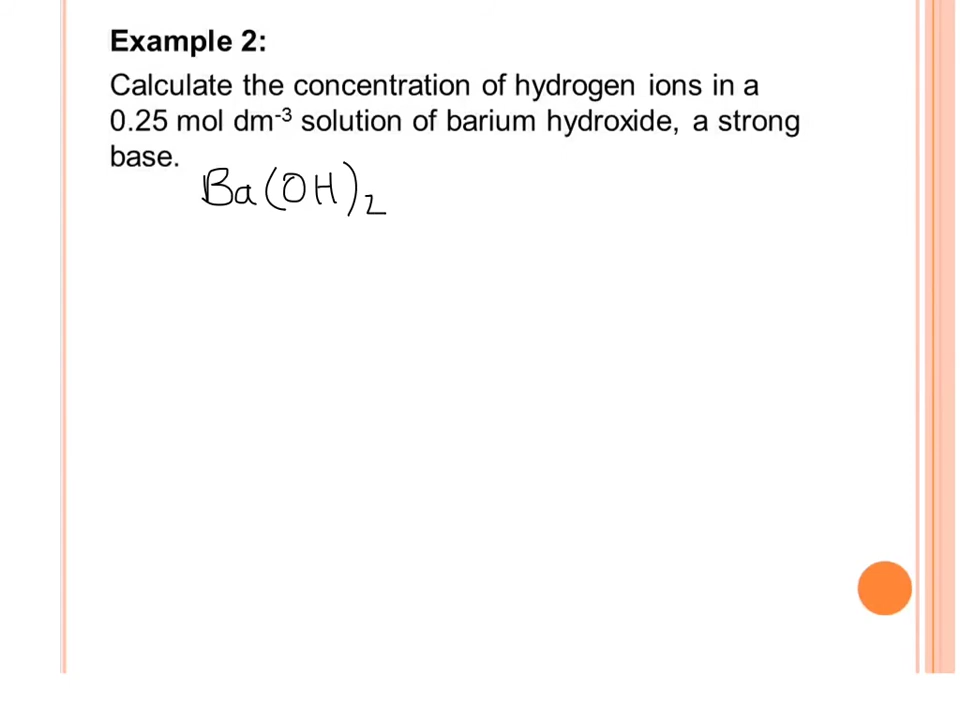 Example 2:
Calculate the concentration of hydrogen ions in a
0.25 mol dm⁻³ solution of barium hydroxide, a strong
base.
Ba(OH)₂